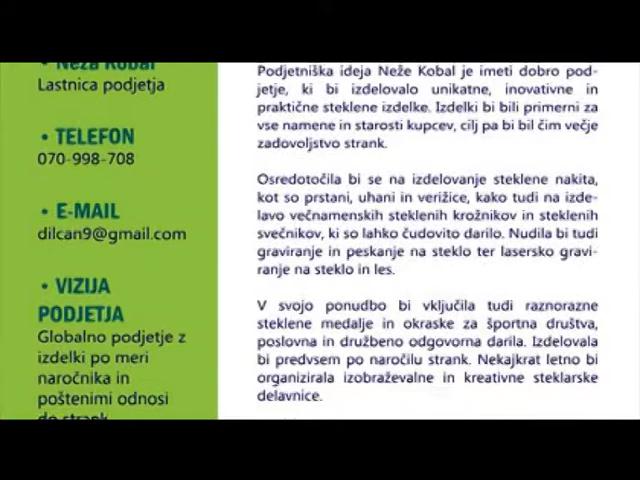 • Neža Kobal
Lastnica podjetja
• TELEFON
070-998-708
• E-MAIL
dilcan9@gmail.com
• VIZIJA
PODJETJA
Globalno podjetje z
izdelki po meri
naročnika in
poštenimi odnosi
do strank
Podjetniška ideja Neže Kobal je imeti dobro pod-
jetje, ki bi izdelovalo unikatne, inovativne in
praktične steklene izdelke. Izdelki bi bili primerni za
vse namene in starosti kupcev, cilj pa bi bil čim večje
zadovoljstvo strank.
Osredotočila bi se na izdelovanje steklene nakita,
kot so prstani, uhani in verižice, kako tudi na izde-
lavo večnamenskih steklenih krožnikov in steklenih
svečnikov, ki so lahko čudovito darilo. Nudila bi tudi
graviranje in peskanje na steklo ter lasersko gravi-
ranje na steklo in les.
V svojo ponudbo bi vključila tudi raznorazne
steklene medalje in okraske za športna društva,
poslovna in družbeno odgovorna darila. Izdelovala
bi predvsem po naročilu strank. Nekajkrat letno bi
organizirala izobraževalne in kreativne steklarske
delavnice.